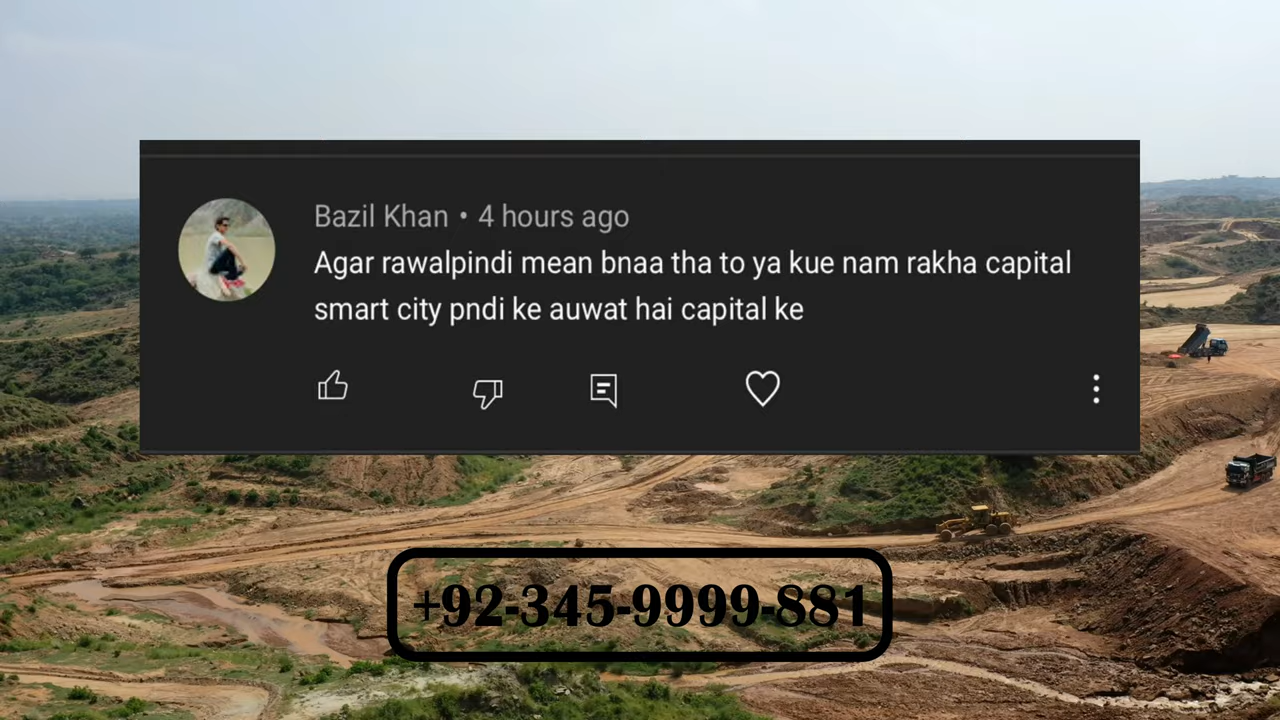 Bazil Khan • 4 hours ago
Agar rawalpindi mean bnaa tha to ya kue nam rakha capital
smart city pndi ke auwat hai capital ke
+92-345-9999-881